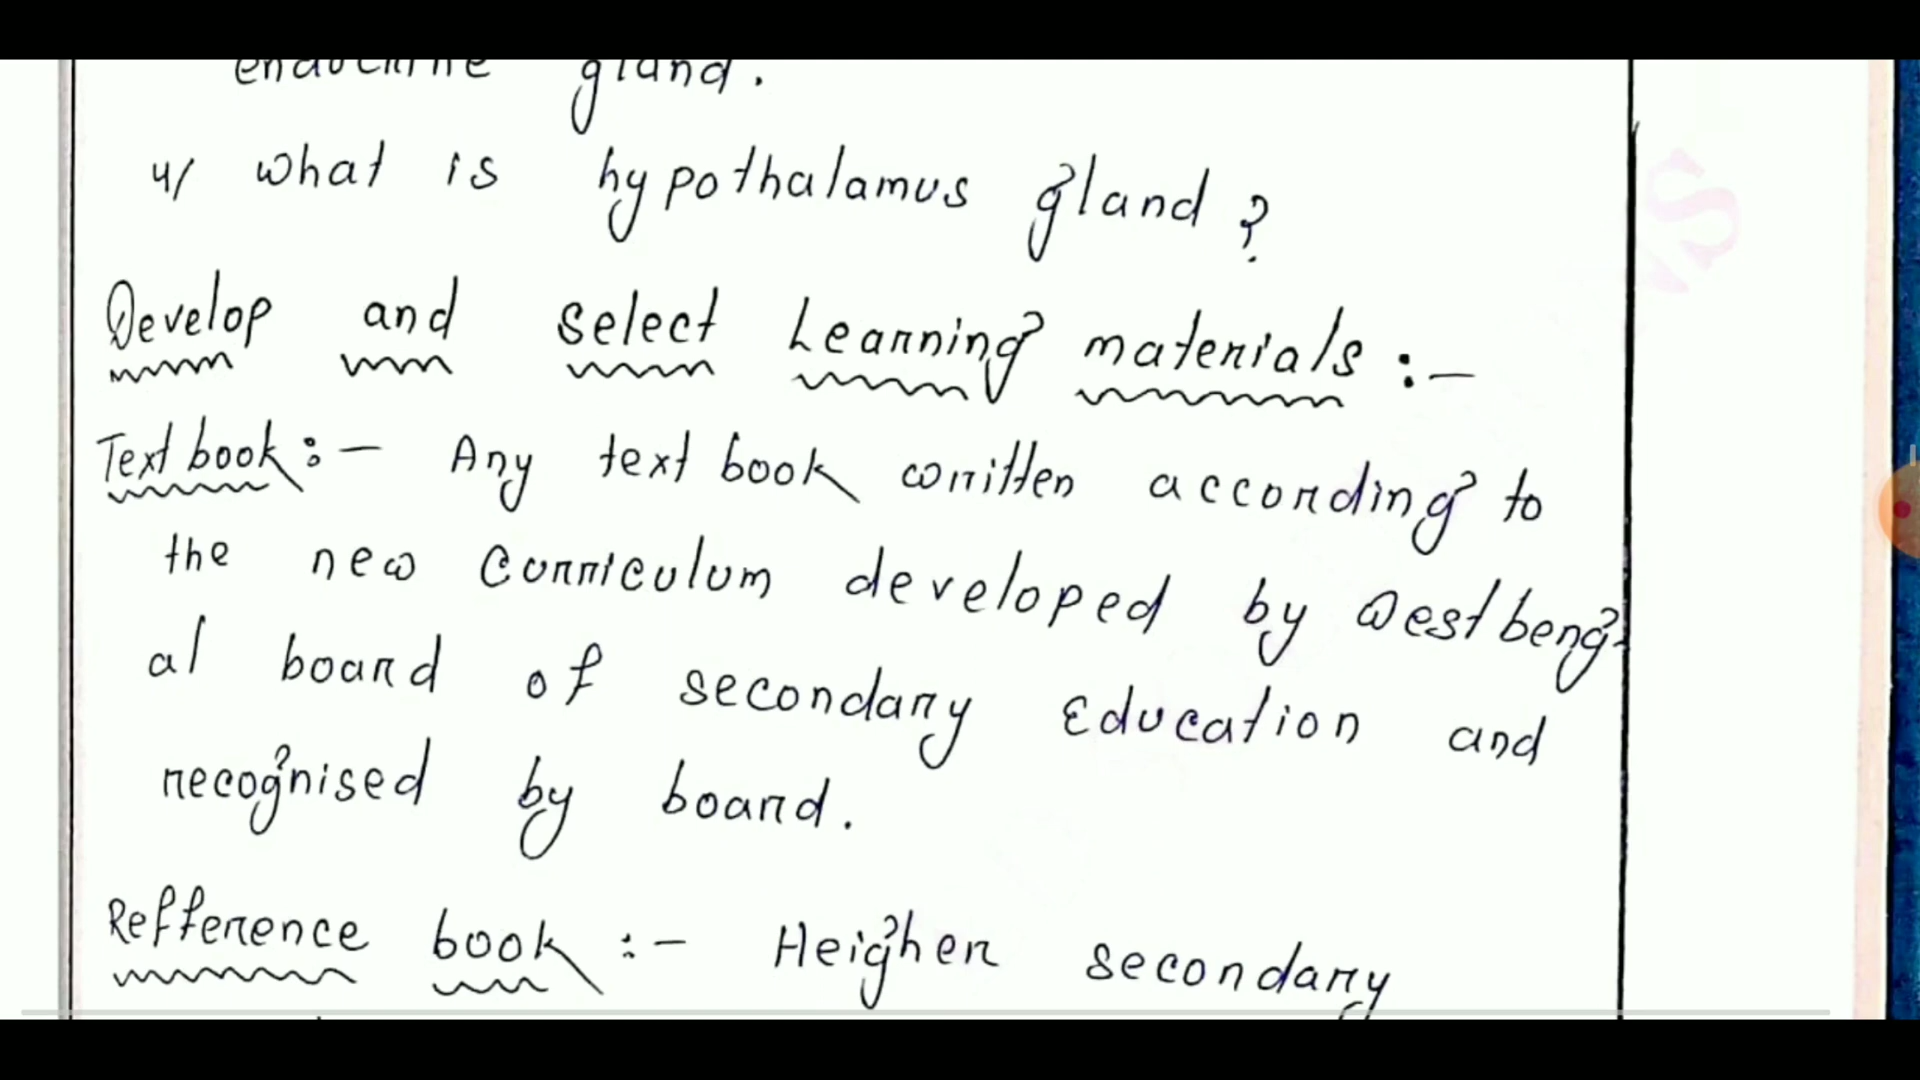 endocrine gland.
4/ what is hypothalamus gland ?
Develop and select Learning materials :-
Text book :- Any text book written according to
the new curriculum developed by West beng-
al board of secondary Education and
recognised by board.
Refference book :- Heigher secondary